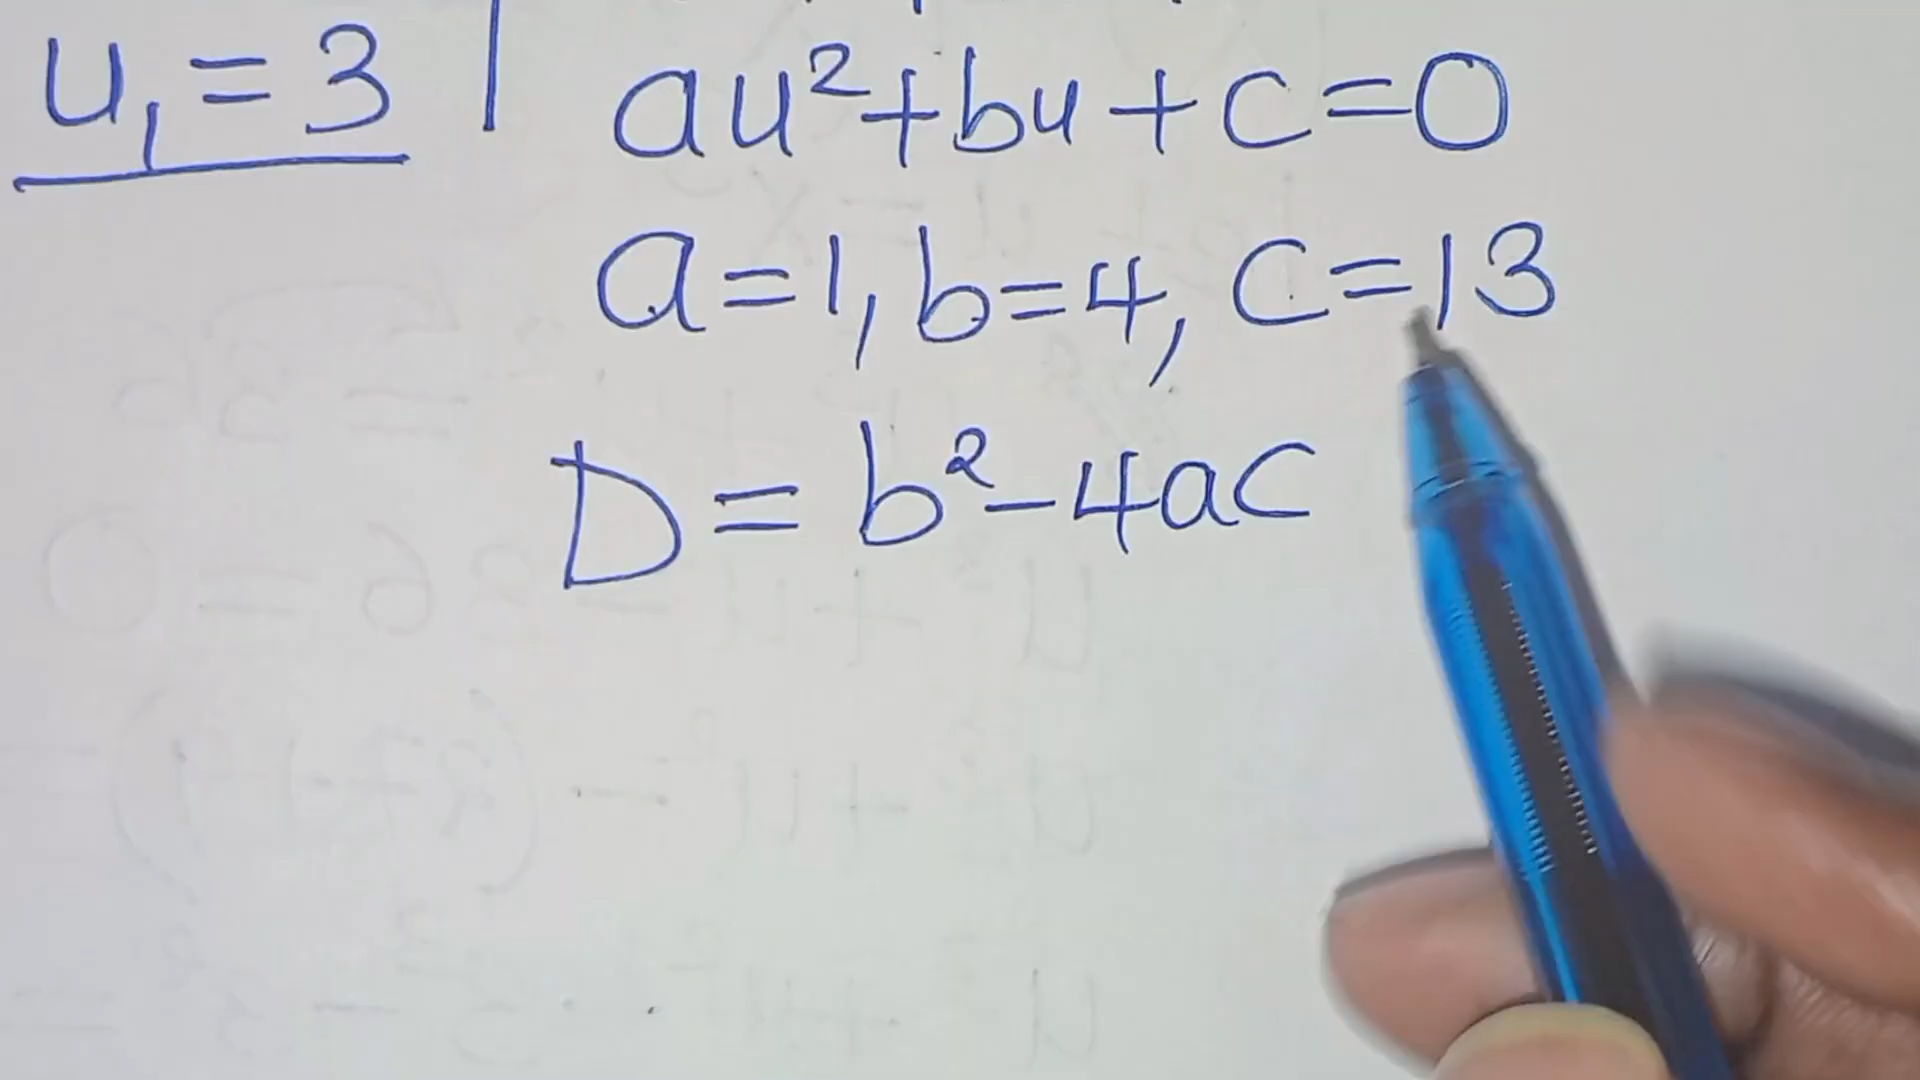 u₁ = 3
au² + bu + c = 0
a = 1, b = 4, c = 13
D = b² - 4ac